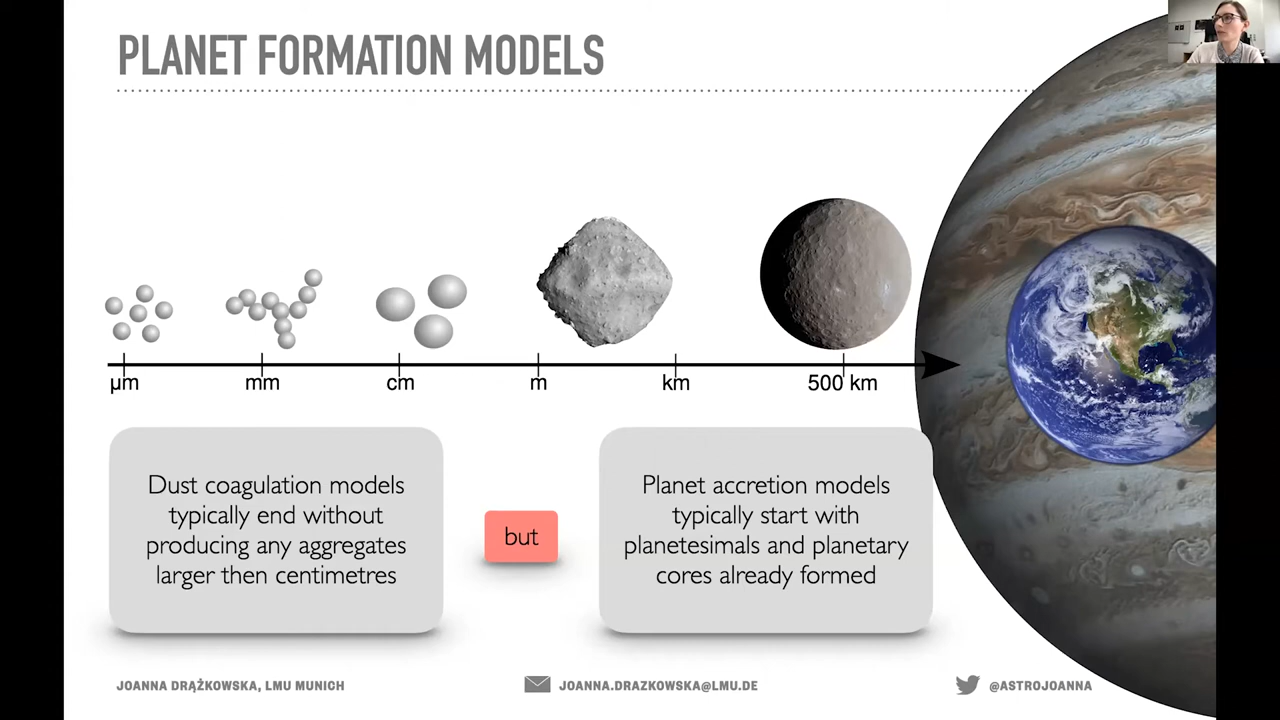 PLANET FORMATION MODELS
µm mm cm m km 500 km
Dust coagulation models
typically end without
producing any aggregates
larger then centimetres
but
Planet accretion models
typically start with
planetesimals and planetary
cores already formed
JOANNA DRĄŻKOWSKA, LMU MUNICH
JOANNA.DRAZKOWSKA@LMU.DE
@ASTROJOANNA